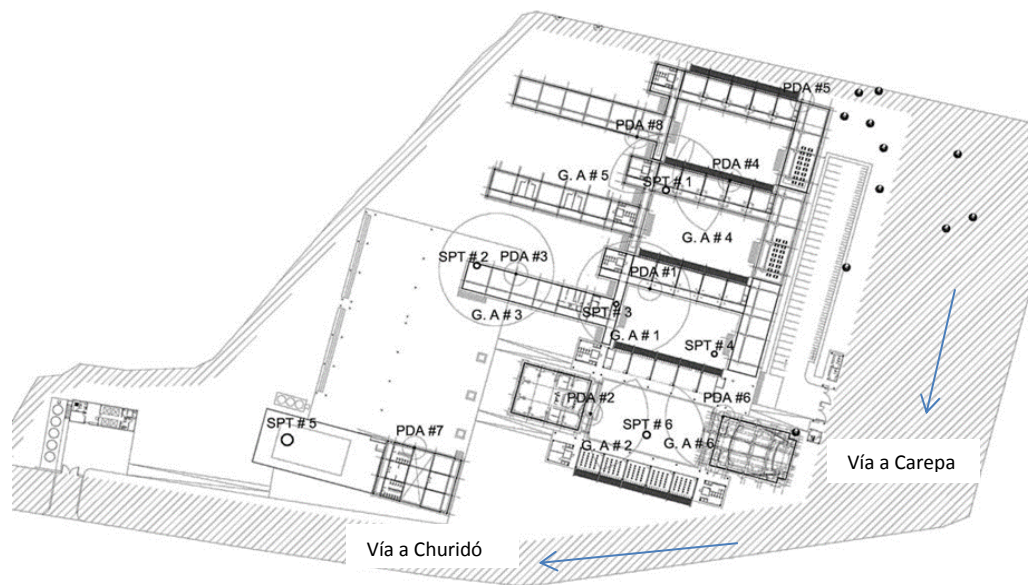 PDA #5
PDA #8
PDA #4
G. A # 5
SPT # 1
G. A # 4
SPT # 2
PDA #3
PDA #1
G. A # 3
SPT # 3
G. A # 1
SPT # 4
PDA #2
PDA #6
SPT # 6
SPT # 5
PDA #7
G. A # 2
G. A # 6
Vía a Carepa
Vía a Churidó